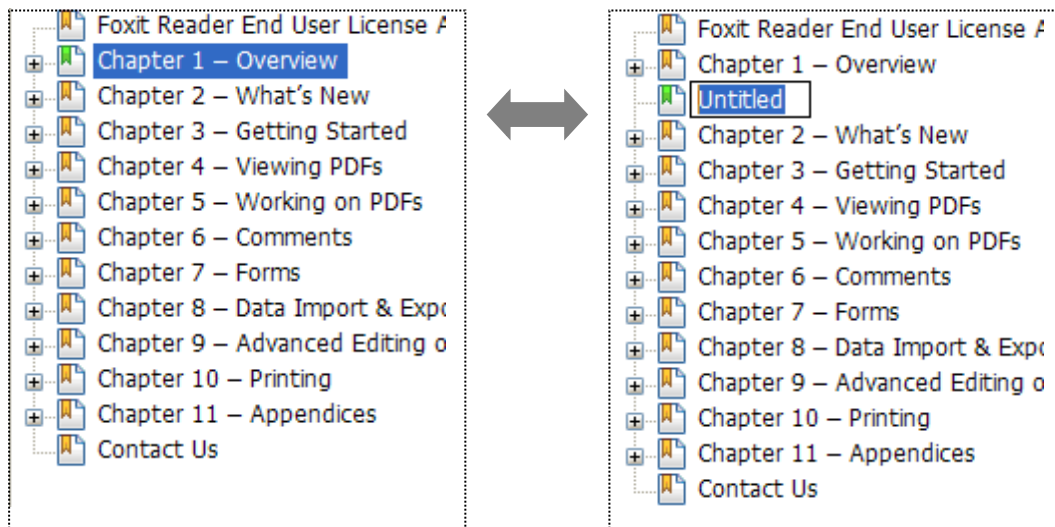 Foxit Reader End User License A
Chapter 1 – Overview
Chapter 2 – What's New
Chapter 3 – Getting Started
Chapter 4 – Viewing PDFs
Chapter 5 – Working on PDFs
Chapter 6 – Comments
Chapter 7 – Forms
Chapter 8 – Data Import & Expo
Chapter 9 – Advanced Editing o
Chapter 10 – Printing
Chapter 11 – Appendices
Contact Us
Foxit Reader End User License A
Chapter 1 – Overview
Untitled
Chapter 2 – What's New
Chapter 3 – Getting Started
Chapter 4 – Viewing PDFs
Chapter 5 – Working on PDFs
Chapter 6 – Comments
Chapter 7 – Forms
Chapter 8 – Data Import & Expo
Chapter 9 – Advanced Editing o
Chapter 10 – Printing
Chapter 11 – Appendices
Contact Us